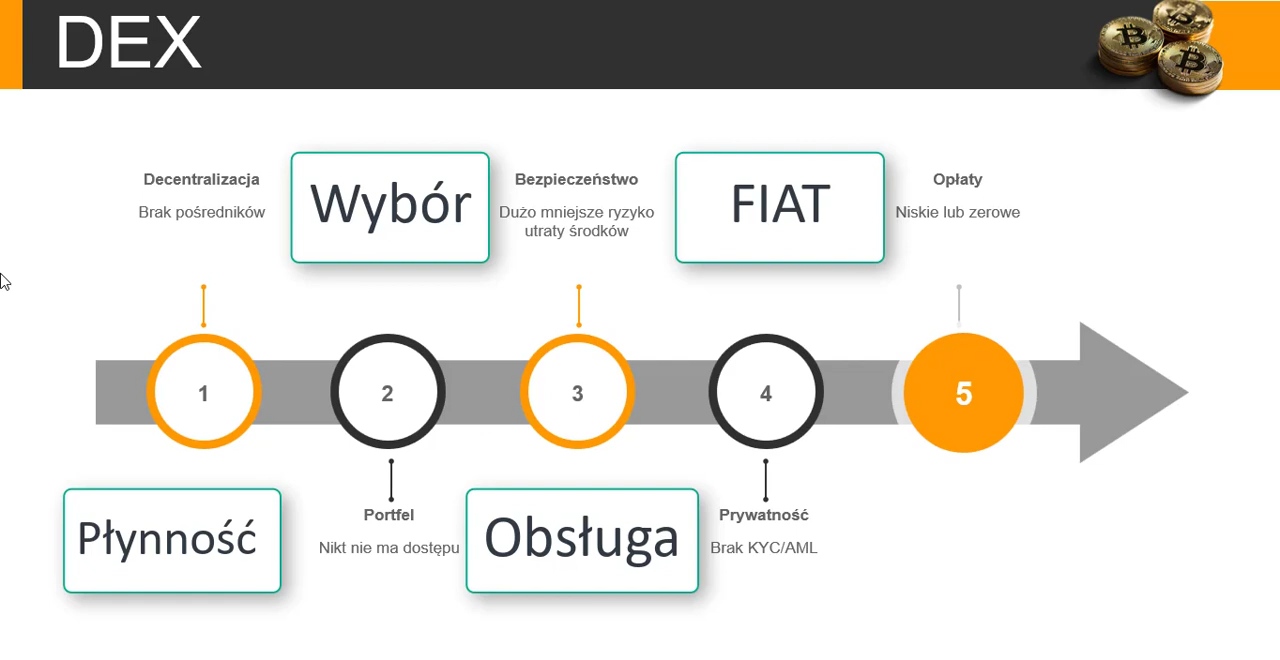 DEX
Decentralizacja
Brak pośredników
Wybór
Bezpieczeństwo
Dużo mniejsze ryzyko
utraty środków
FIAT
Opłaty
Niskie lub zerowe
1
2
3
4
5
Płynność
Portfel
Nikt nie ma dostępu
Obsługa
Prywatność
Brak KYC/AML